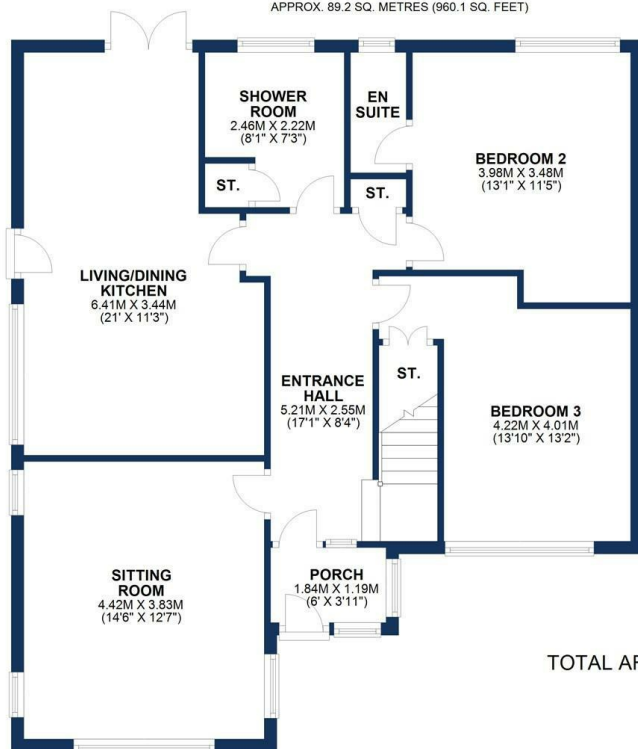 APPROX. 89.2 SQ. METRES (960.1 SQ. FEET)
SHOWER
ROOM
2.46M X 2.22M
(8'1" X 7'3")
EN
SUITE
BEDROOM 2
3.98M X 3.48M
(13'1" X 11'5")
ST.
ST.
LIVING/DINING
KITCHEN
6.41M X 3.44M
(21' X 11'3")
ENTRANCE
HALL
5.21M X 2.55M
(17'1" X 8'4")
ST.
BEDROOM 3
4.22M X 4.01M
(13'10" X 13'2")
SITTING
ROOM
4.42M X 3.83M
(14'6" X 12'7")
PORCH
1.84M X 1.19M
(6' X 3'11")
TOTAL AR